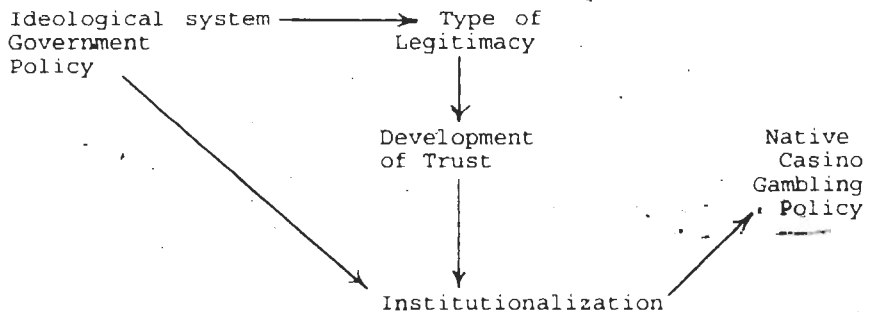 Ideological system
Government
Policy
Type of
Legitimacy
Development
of Trust
Native
Casino
Gambling
Policy
Institutionalization